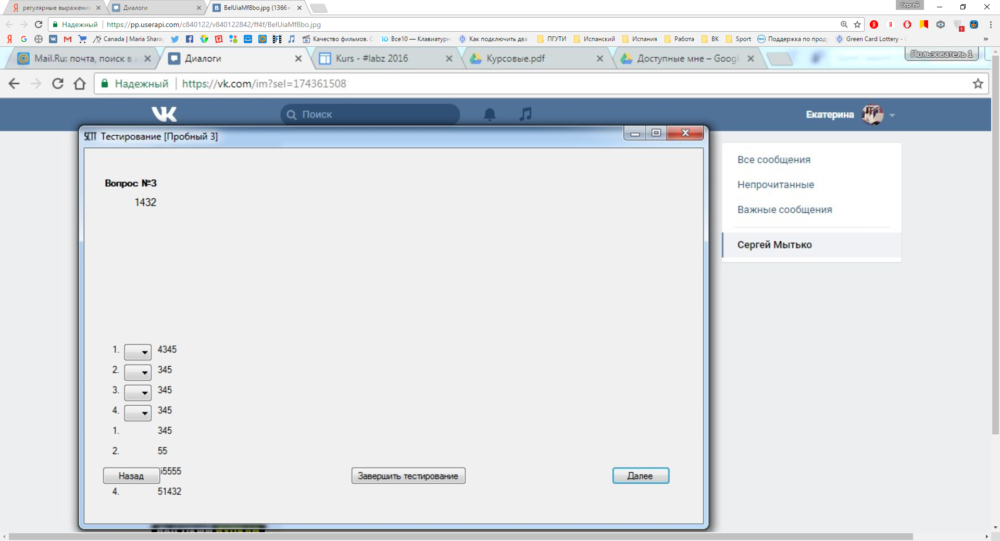 регулярные выражения
Диалоги
BelUiaMf8bo.jpg (1366×
Сергей
Надежный
https://pp.userapi.com/c840122/v840122842/ff4f/BelUiaMf8bo.jpg
Canada | Maria Sharap
Качество фильмов. С
10 Все10 — Клавиатурн
Как подключить два
ПГУТИ
Испанский
Испания
Работа
ВК
Sport
Поддержка по проду
Green Card Lottery -
Mail.Ru: почта, поиск в
Диалоги
Kurs - #labz 2016
Курсовые.pdf
Доступные мне – Googl
Пользователь 1
Надежный
https://vk.com/im?sel=174361508
Поиск
Екатерина
SCTT Тестирование [Пробный 3]
Все сообщения
Непрочитанные
Важные сообщения
Сергей Мытько
Вопрос №3
1432
1. 4345
2. 345
3. 345
4. 345
1. 345
2. 55
5555
Назад
Завершить тестирование
Далее
4. 51432